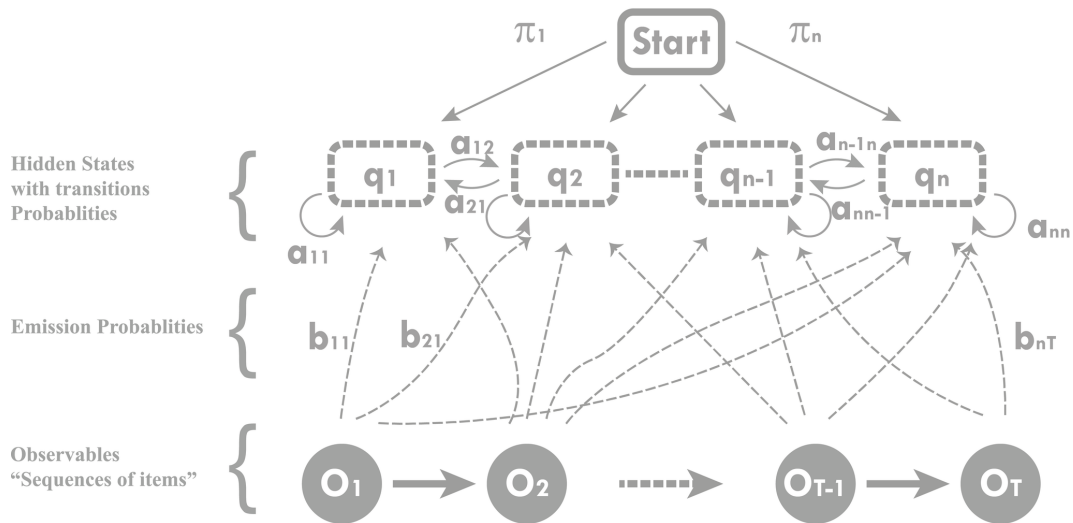 π1
Start
πn
Hidden States
with transitions
Probablities
q1
a12
a21
q2
qn-1
an-1n
ann-1
qn
a11
ann
Emission Probablities
b11
b21
bnT
Observables
“Sequences of items”
O1
O2
OT-1
OT